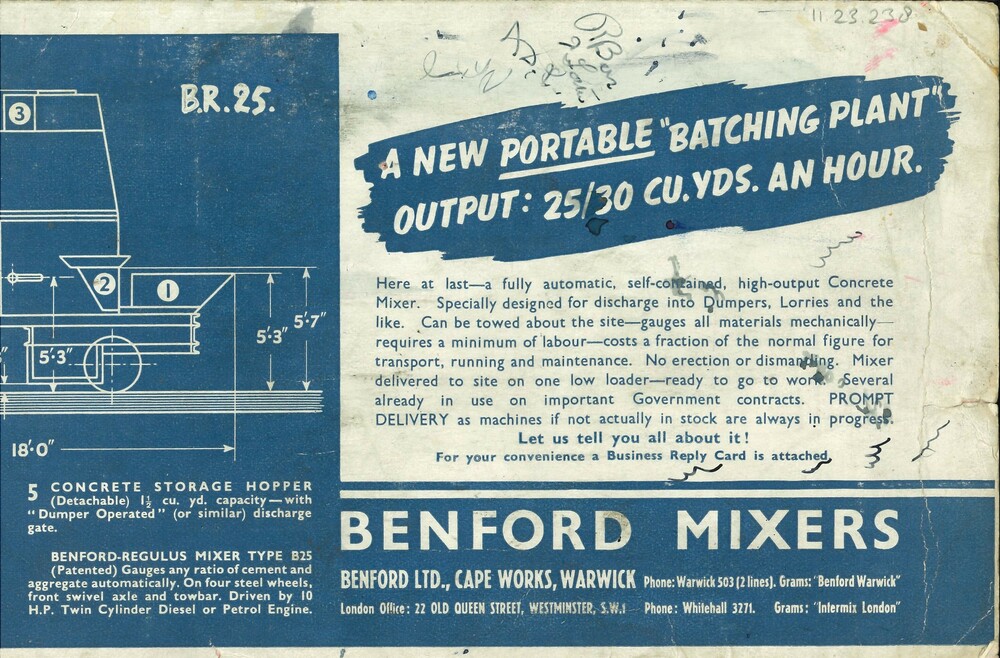 11.23.238
B.R.25.
3
2
1
5'·3"
5'·3"
5'·7"
18'·0"
5 CONCRETE STORAGE HOPPER
(Detachable) 1½ cu. yd. capacity—with
"Dumper Operated" (or similar) discharge
gate.
BENFORD-REGULUS MIXER TYPE B25
(Patented) Gauges any ratio of cement and
aggregate automatically. On four steel wheels,
front swivel axle and towbar. Driven by 10
H.P. Twin Cylinder Diesel or Petrol Engine.
A NEW PORTABLE "BATCHING PLANT"
OUTPUT: 25/30 CU.YDS. AN HOUR.
Here at last—a fully automatic, self-contained, high-output Concrete
Mixer. Specially designed for discharge into Dumpers, Lorries and the
like. Can be towed about the site—gauges all materials mechanically—
requires a minimum of labour—costs a fraction of the normal figure for
transport, running and maintenance. No erection or dismantling. Mixer
delivered to site on one low loader—ready to go to work. Several
already in use on important Government contracts. PROMPT
DELIVERY as machines if not actually in stock are always in progress.
Let us tell you all about it!
For your convenience a Business Reply Card is attached.
BENFORD MIXERS
BENFORD LTD., CAPE WORKS, WARWICK Phone: Warwick 503 (2 lines). Grams: "Benford Warwick"
London Office: 22 OLD QUEEN STREET, WESTMINSTER, S.W.1 Phone: Whitehall 3271. Grams: "Intermix London"